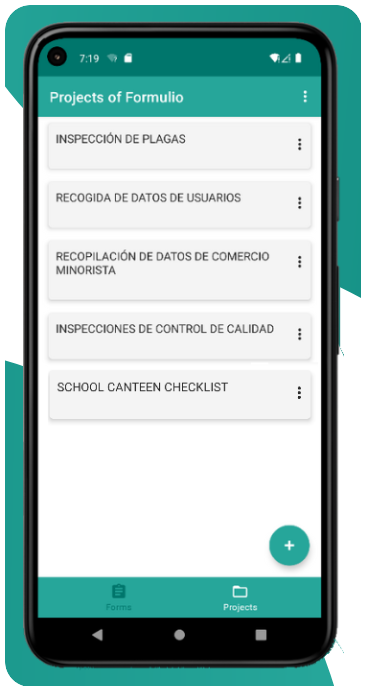 7:19
Projects of Formulio
INSPECCIÓN DE PLAGAS
RECOGIDA DE DATOS DE USUARIOS
RECOPILACIÓN DE DATOS DE COMERCIO
MINORISTA
INSPECCIONES DE CONTROL DE CALIDAD
SCHOOL CANTEEN CHECKLIST
Forms
Projects